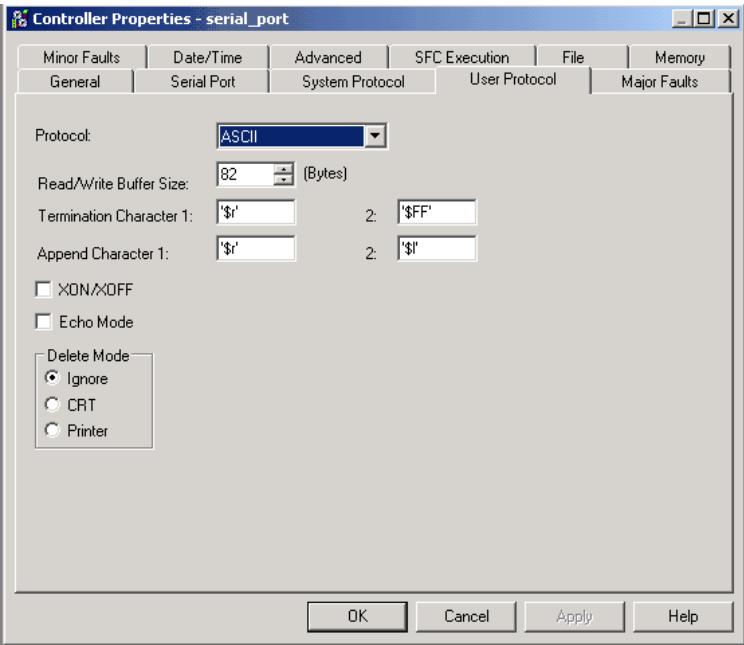 Controller Properties - serial_port
Minor Faults Date/Time Advanced SFC Execution File Memory
General Serial Port System Protocol User Protocol Major Faults
Protocol: ASCII
Read/Write Buffer Size: 82 (Bytes)
Termination Character 1: '$r' 2: '$FF'
Append Character 1: '$r' 2: '$l'
XON/XOFF
Echo Mode
Delete Mode
Ignore
CRT
Printer
OK Cancel Apply Help